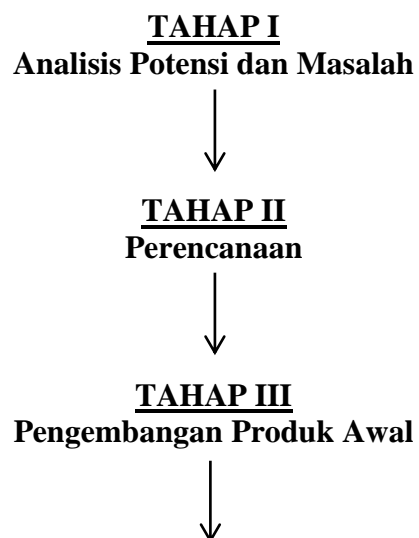 TAHAP I
Analisis Potensi dan Masalah
TAHAP II
Perencanaan
TAHAP III
Pengembangan Produk Awal